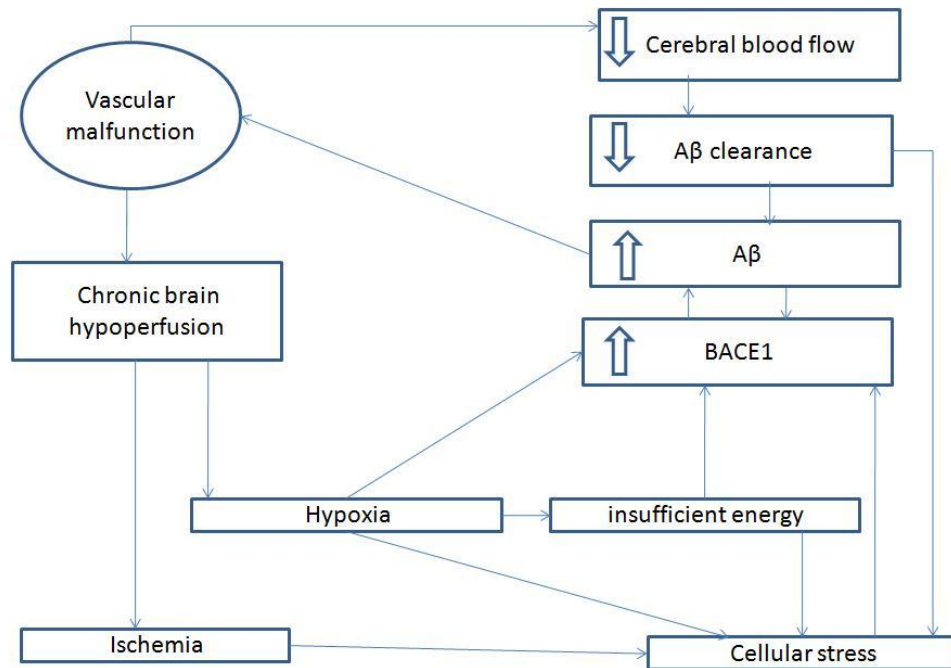 Cerebral blood flow
Vascular
malfunction
Aβ clearance
Aβ
Chronic brain
hypoperfusion
BACE1
Hypoxia
insufficient energy
Ischemia
Cellular stress